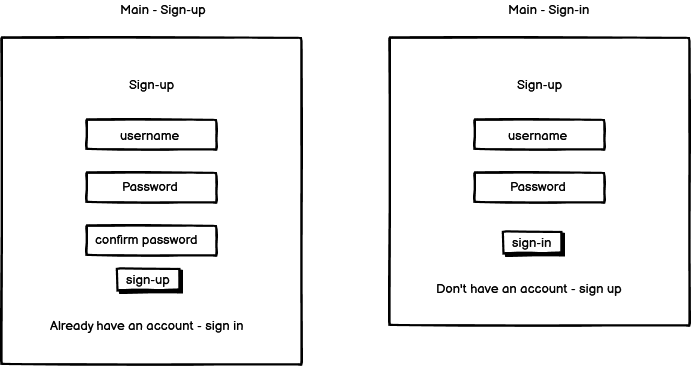 Main - Sign-up
Sign-up
username
Password
confirm password
sign-up
Already have an account - sign in
Main - Sign-in
Sign-up
username
Password
sign-in
Don't have an account - sign up